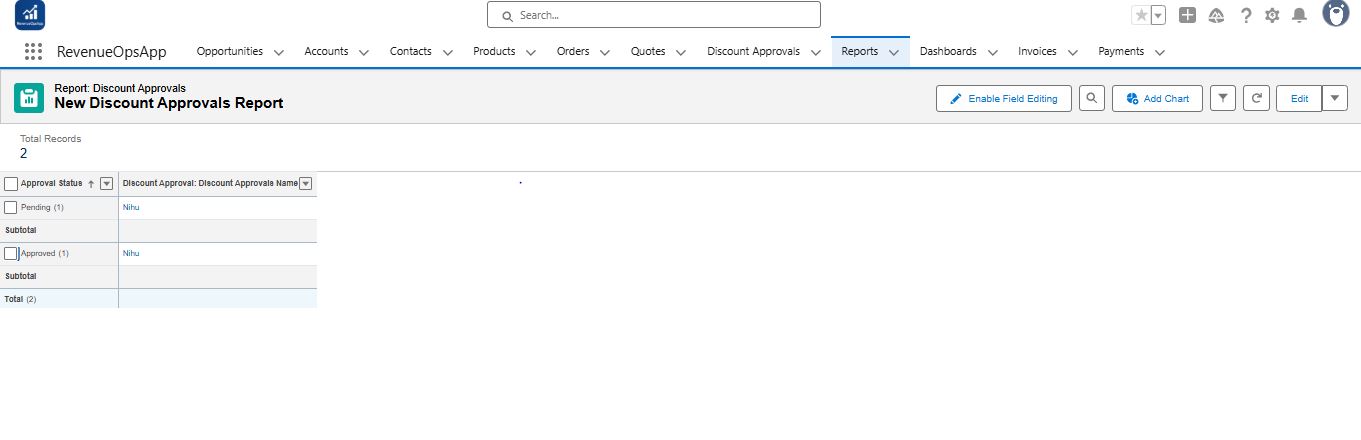 RevenueOpsApp
Search...
RevenueOpsApp Opportunities Accounts Contacts Products Orders Quotes Discount Approvals Reports Dashboards Invoices Payments
Report: Discount Approvals
New Discount Approvals Report
Enable Field Editing Add Chart Edit
Total Records
2
Approval Status ↑ Discount Approval: Discount Approvals Name
Pending (1) Nihu
Subtotal
Approved (1) Nihu
Subtotal
Total (2)